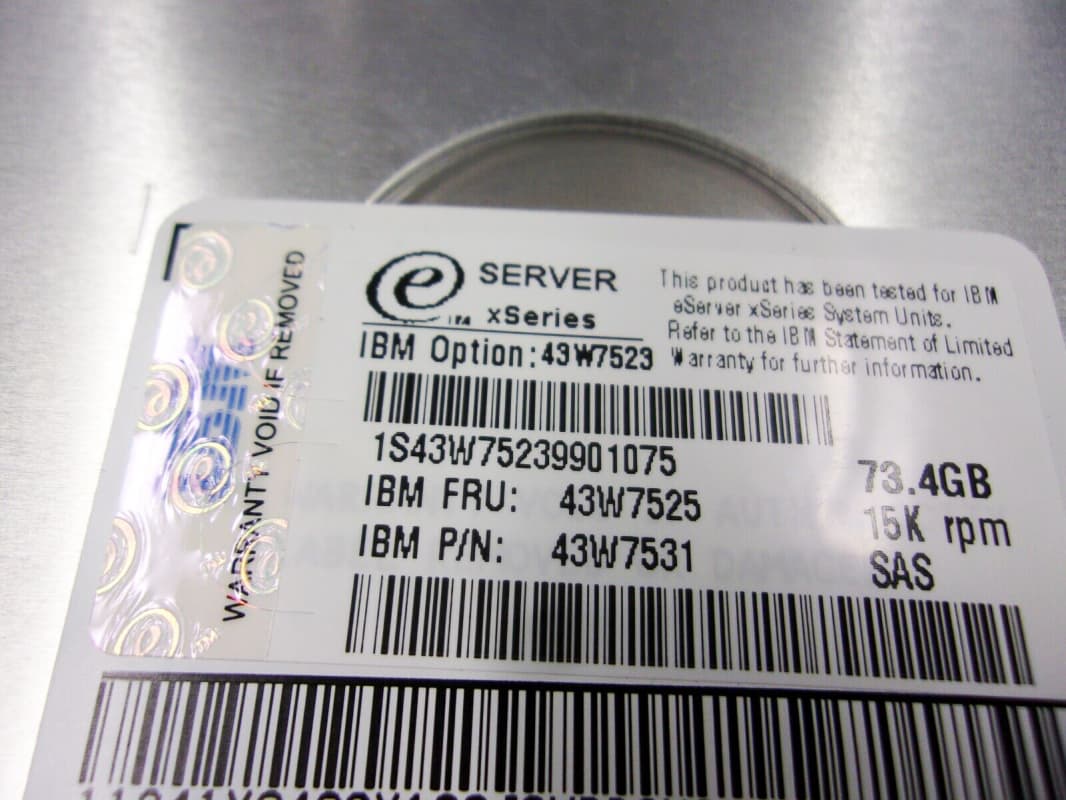 WARRANTY VOID IF REMOVED
IBM
e SERVER
xSeries
This product has been tested for IBM
eServer xSeries System Units.
Refer to the IBM Statement of Limited
Warranty for further information.
IBM Option:43W7523
1S43W75239901075
IBM FRU: 43W7525
IBM P/N: 43W7531
73.4GB
15K rpm
SAS